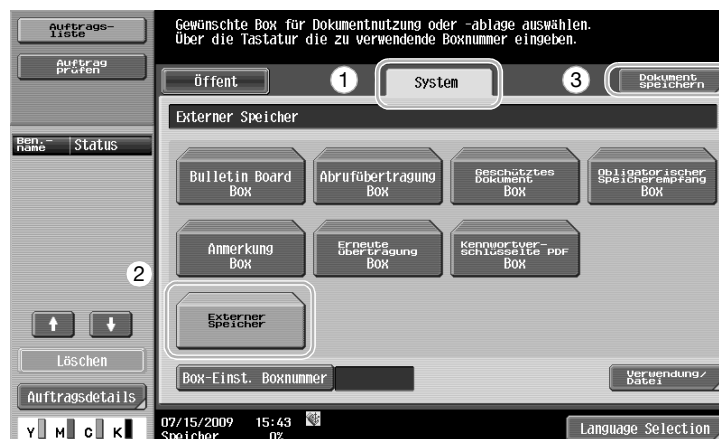 Auftrags-
liste
Auftrag
prüfen
Ben.-
name
Status
2
Löschen
Auftragsdetails
Y M C K
Gewünschte Box für Dokumentnutzung oder -ablage auswählen.
Über die Tastatur die zu verwendende Boxnummer eingeben.
Öffent
1
System
3
Dokument
speichern
Externer Speicher
Bulletin Board
Box
Abrufübertragung
Box
Geschütztes
Dokument
Box
Obligatorischer
Speicherempfang
Box
Anmerkung
Box
Erneute
übertragung
Box
Kennwortver-
schlüsselte PDF
Box
Externer
Speicher
Box-Einst. Boxnummer
Verwendung/
Datei
07/15/2009 15:43
Speicher 0%
Language Selection